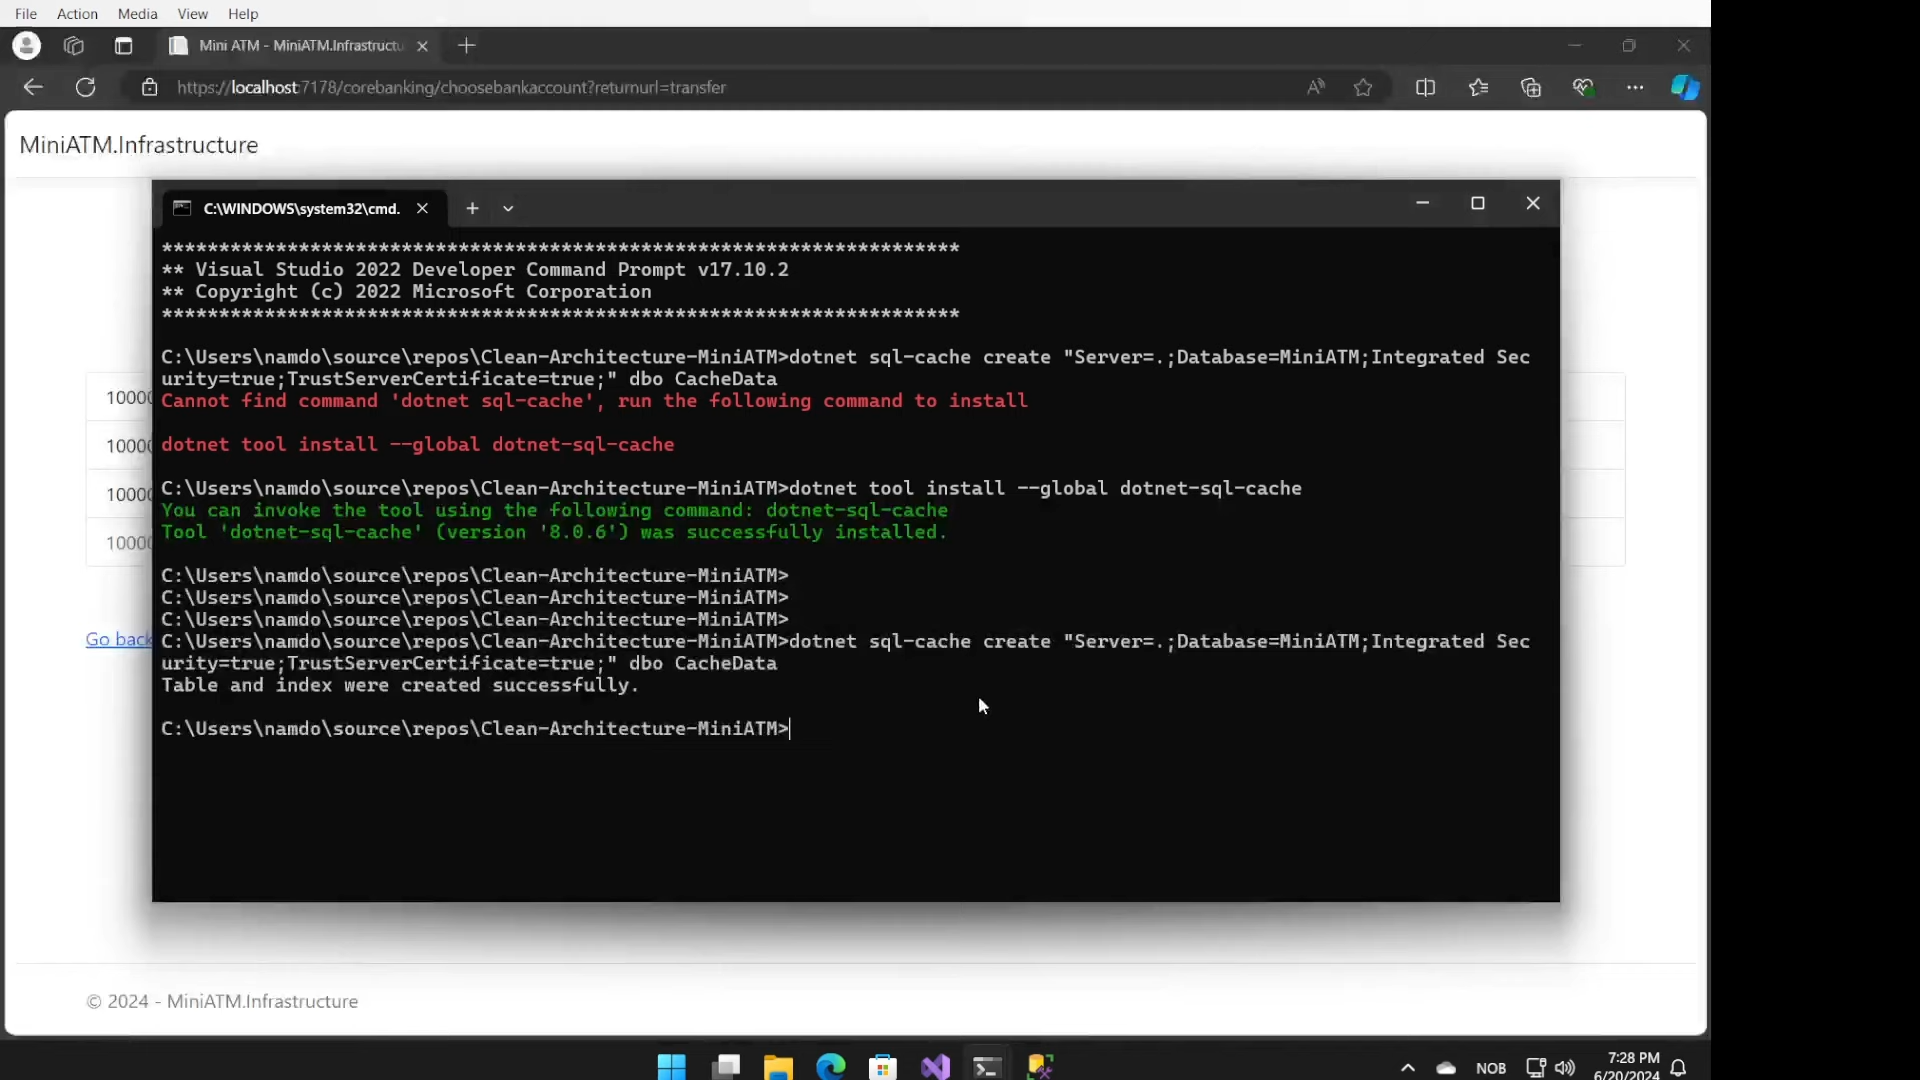 File Action Media View Help
Mini ATM - MiniATM.Infrastructu
https://localhost:7178/corebanking/choosebankaccount?returnurl=transfer
MiniATM.Infrastructure
C:\WINDOWS\system32\cmd.
**********************************************************************
** Visual Studio 2022 Developer Command Prompt v17.10.2
** Copyright (c) 2022 Microsoft Corporation
**********************************************************************
C:\Users\namdo\source\repos\Clean-Architecture-MiniATM>dotnet sql-cache create "Server=.;Database=MiniATM;Integrated Sec
urity=true;TrustServerCertificate=true;" dbo CacheData
10000
Cannot find command 'dotnet sql-cache', run the following command to install
10000
dotnet tool install --global dotnet-sql-cache
10000
C:\Users\namdo\source\repos\Clean-Architecture-MiniATM>dotnet tool install --global dotnet-sql-cache
You can invoke the tool using the following command: dotnet-sql-cache
Tool 'dotnet-sql-cache' (version '8.0.6') was successfully installed.
10000
C:\Users\namdo\source\repos\Clean-Architecture-MiniATM>
C:\Users\namdo\source\repos\Clean-Architecture-MiniATM>
C:\Users\namdo\source\repos\Clean-Architecture-MiniATM>
Go back
C:\Users\namdo\source\repos\Clean-Architecture-MiniATM>dotnet sql-cache create "Server=.;Database=MiniATM;Integrated Sec
urity=true;TrustServerCertificate=true;" dbo CacheData
Table and index were created successfully.
C:\Users\namdo\source\repos\Clean-Architecture-MiniATM>
© 2024 - MiniATM.Infrastructure
NOB
7:28 PM
6/20/2024